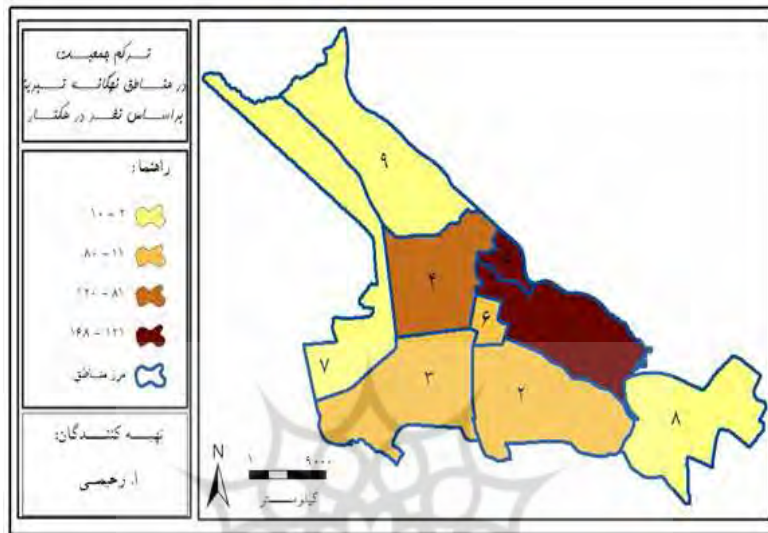 تراکم جمعیت
در مناطق نهگانه تبریز
براساس نفر در هکتار
راهنما:
۲ - ۱۰
۱۱ - ۸۰
۸۱ - ۱۲۰
۱۲۱ - ۱۶۸
مرز مناطق
تهیه کنندگان:
ا. رحیمی
۹
۴
۶
۷
۳
۲
۸
N
۱ ۹۰۰۰
کیلومتر